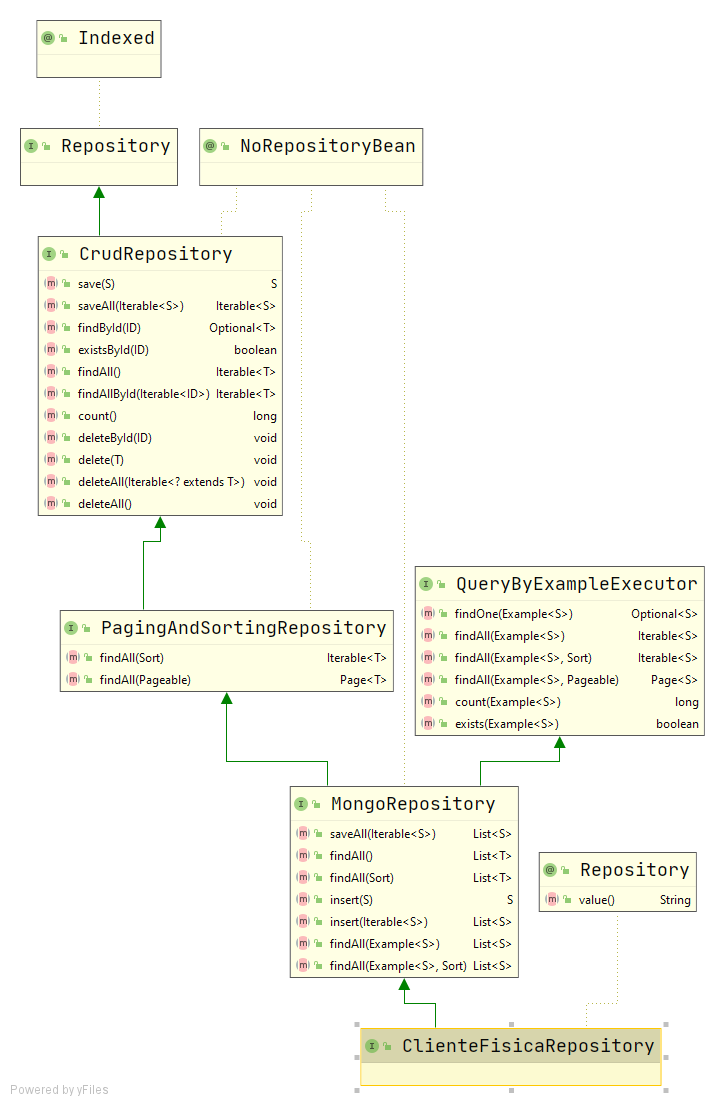 Indexed
Repository
NoRepositoryBean
CrudRepository
save(S) S
saveAll(Iterable<S>) Iterable<S>
findById(ID) Optional<T>
existsById(ID) boolean
findAll() Iterable<T>
findAllById(Iterable<ID>) Iterable<T>
count() long
deleteById(ID) void
delete(T) void
deleteAll(Iterable<? extends T>) void
deleteAll() void
QueryByExampleExecutor
findOne(Example<S>) Optional<S>
findAll(Example<S>) Iterable<S>
findAll(Example<S>, Sort) Iterable<S>
findAll(Example<S>, Pageable) Page<S>
count(Example<S>) long
exists(Example<S>) boolean
PagingAndSortingRepository
findAll(Sort) Iterable<T>
findAll(Pageable) Page<T>
MongoRepository
saveAll(Iterable<S>) List<S>
findAll() List<T>
findAll(Sort) List<T>
insert(S) S
insert(Iterable<S>) List<S>
findAll(Example<S>) List<S>
findAll(Example<S>, Sort) List<S>
Repository
value() String
ClienteFisicaRepository
Powered by yFiles